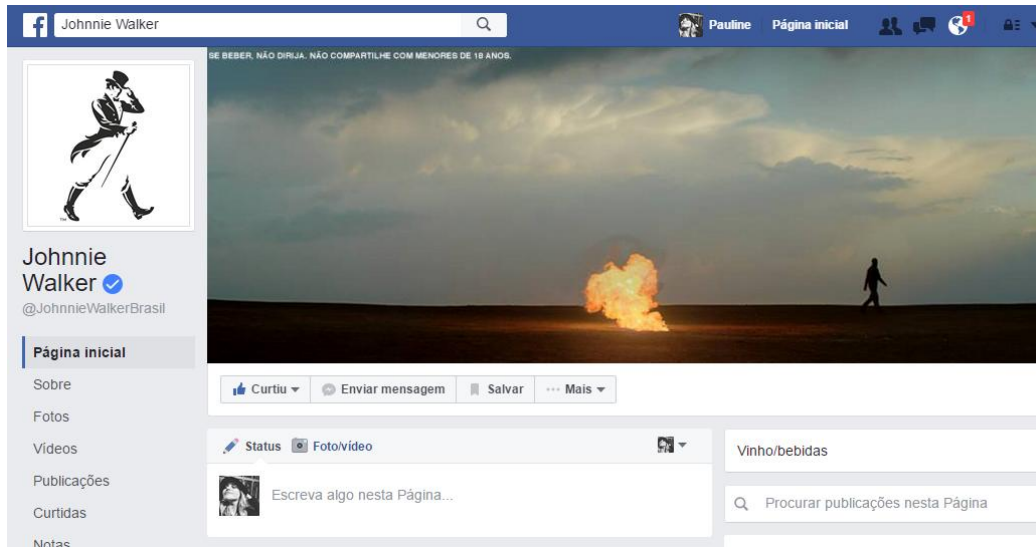 Johnnie Walker
Pauline Página inicial 1
SE BEBER, NÃO DIRIJA. NÃO COMPARTILHE COM MENORES DE 18 ANOS.
Johnnie
Walker
@JohnnieWalkerBrasil
Página inicial
Sobre
Fotos
Vídeos
Publicações
Curtidas
Notas
Curtiu Enviar mensagem Salvar Mais
Status Foto/vídeo
Escreva algo nesta Página...
Vinho/bebidas
Procurar publicações nesta Página